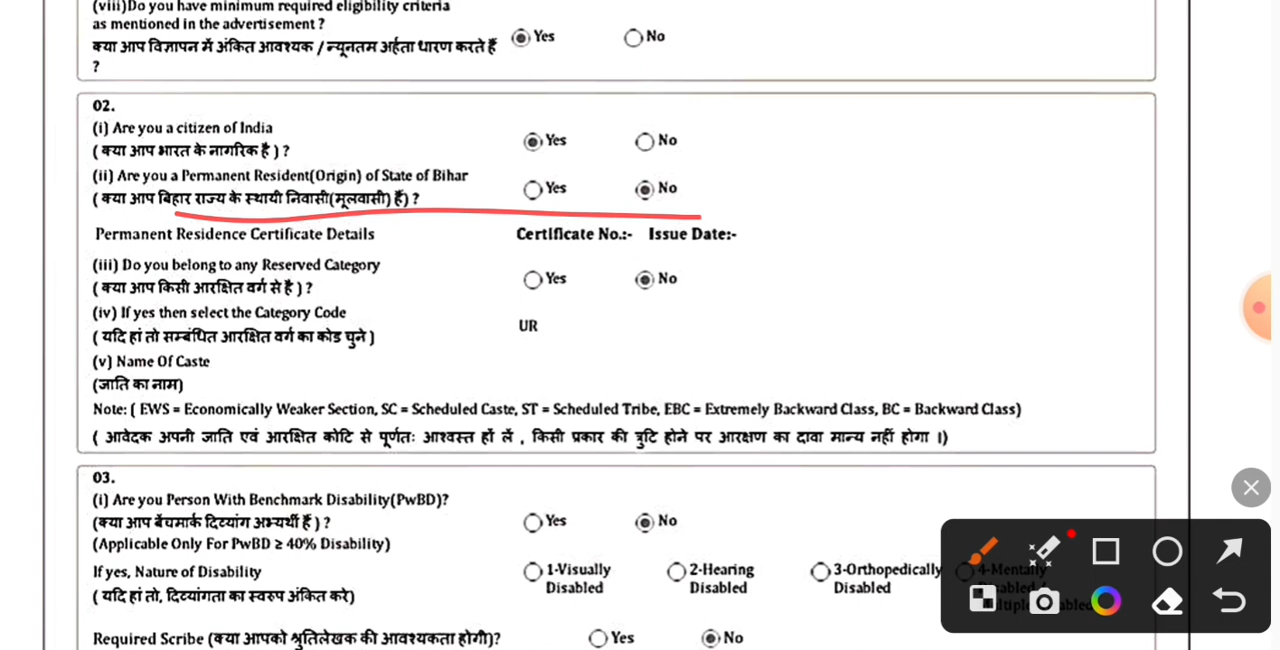 (viii)Do you have minimum required eligibility criteria
as mentioned in the advertisement ?
क्या आप विज्ञापन में अंकित आवश्यक / न्यूनतम अर्हता धारण करते हैं
?
Yes No
02.
(i) Are you a citizen of India
( क्या आप भारत के नागरिक है ) ?
Yes No
(ii) Are you a Permanent Resident(Origin) of State of Bihar
( क्या आप बिहार राज्य के स्थायी निवासी(मूलवासी) हैं) ?
Yes No
Permanent Residence Certificate Details Certificate No.:- Issue Date:-
(iii) Do you belong to any Reserved Category
( क्या आप किसी आरक्षित वर्ग से है ) ?
Yes No
(iv) If yes then select the Category Code
( यदि हां तो सम्बंधित आरक्षित वर्ग का कोड चुने )
UR
(v) Name Of Caste
(जाति का नाम)
Note: ( EWS = Economically Weaker Section, SC = Scheduled Caste, ST = Scheduled Tribe, EBC = Extremely Backward Class, BC = Backward Class)
( आवेदक अपनी जाति एवं आरक्षित कोटि से पूर्णतः आश्वस्त हों लें , किसी प्रकार की त्रुटि होने पर आरक्षण का दावा मान्य नहीं होगा ।)
03.
(i) Are you Person With Benchmark Disability(PwBD)?
(क्या आप बेंचमार्क दिव्यांग अभ्यर्थी हैं ) ?
(Applicable Only For PwBD ≥ 40% Disability)
Yes No
If yes, Nature of Disability
( यदि हां तो, दिव्यांगता का स्वरुप अंकित करे)
1-Visually Disabled
2-Hearing Disabled
3-Orthopedically Disabled
4-Mentally
Required Scribe (क्या आपको श्रुतिलेखक की आवश्यकता होगी)? Yes No